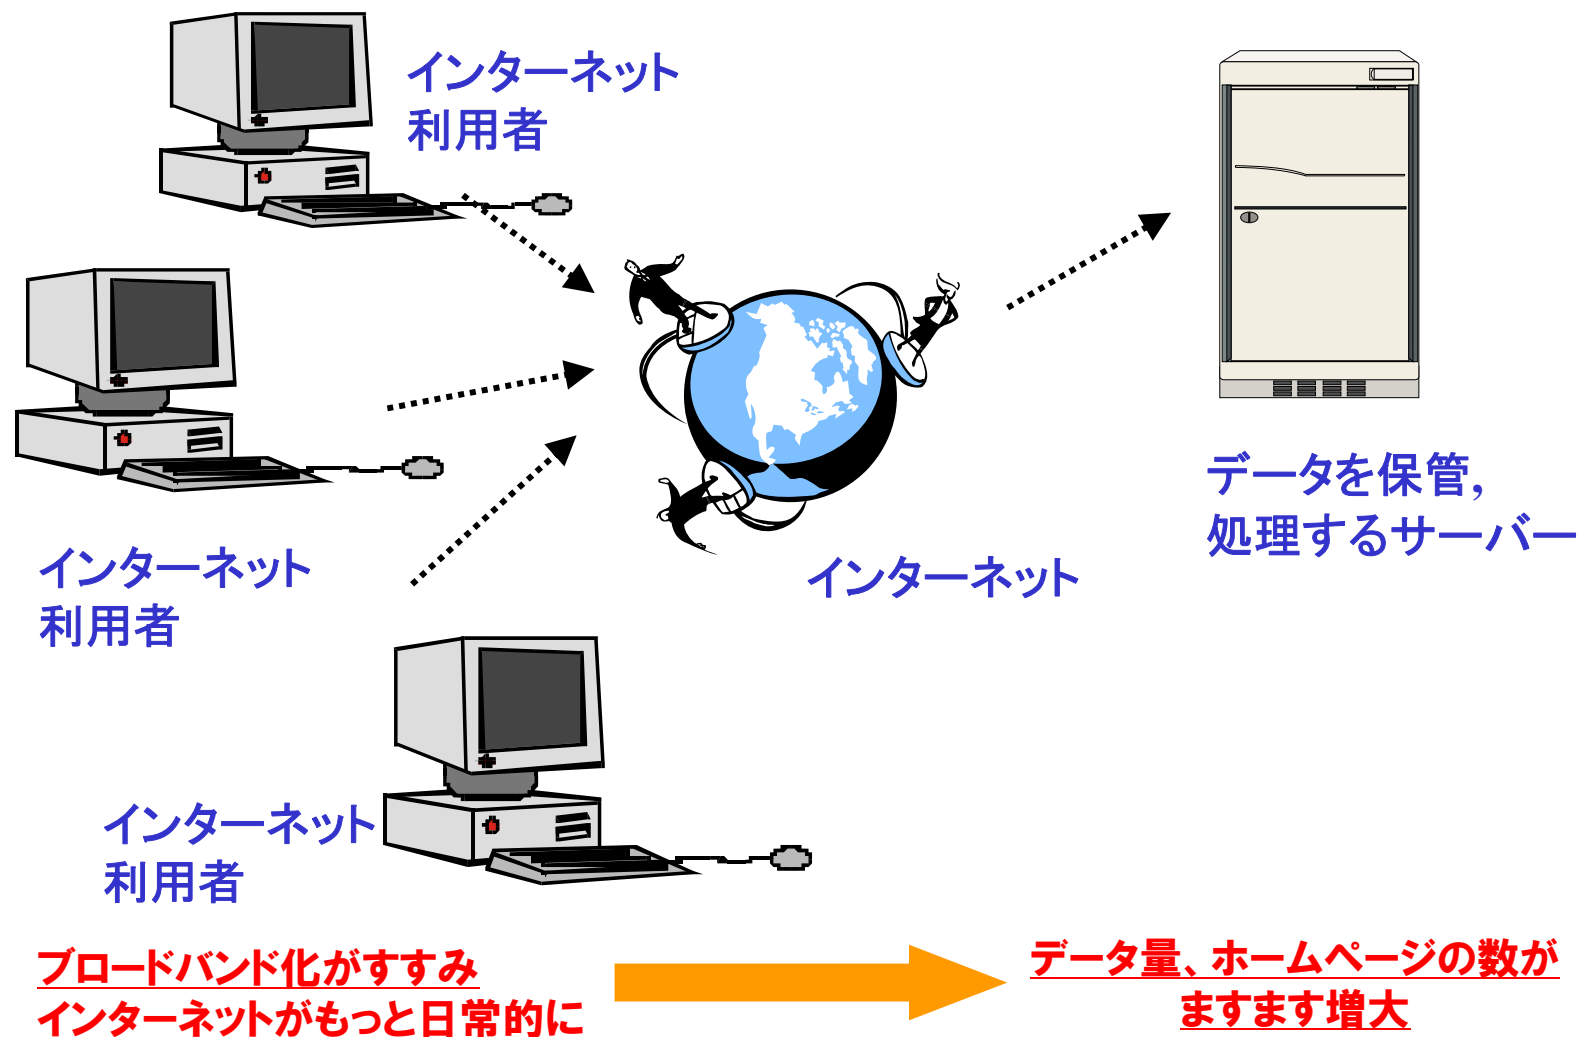 インターネット
利用者
データを保管,
処理するサーバー
インターネット
利用者
インターネット
インターネット
利用者
ブロードバンド化がすすみ
インターネットがもっと日常的に
データ量、ホームページの数が
ますます増大